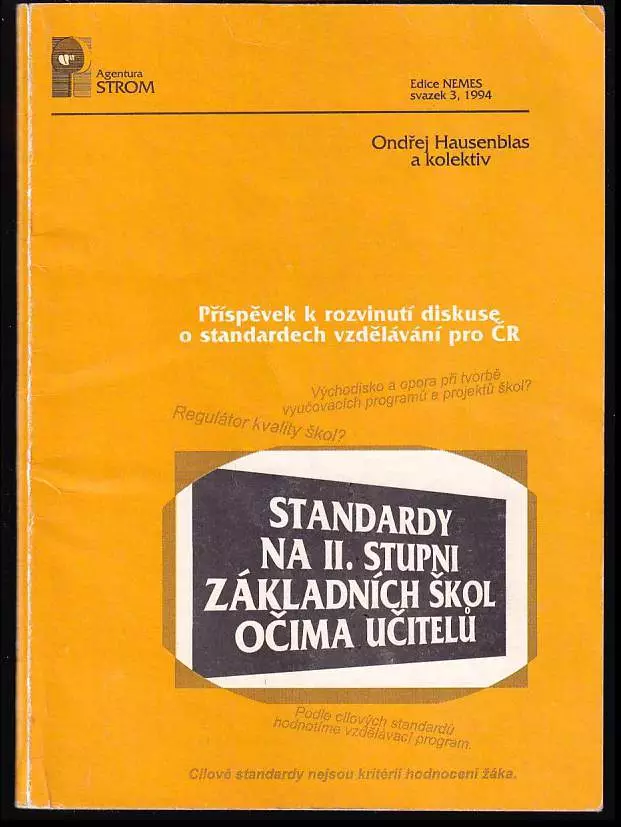 Agentura
STROM
Edice NEMES
svazek 3, 1994
Ondřej Hausenblas
a kolektiv
Příspěvek k rozvinutí diskuse
o standardech vzdělávání pro ČR
Východisko a opora při tvorbě
vyučovacích programů a projektů škol?
Regulátor kvality škol?
STANDARDY
NA II. STUPNI
ZÁKLADNÍCH ŠKOL
OČIMA UČITELŮ
Podle cílových standardů
hodnotíme vzdělávací program.
Cílové standardy nejsou kritérií hodnocení žáka.